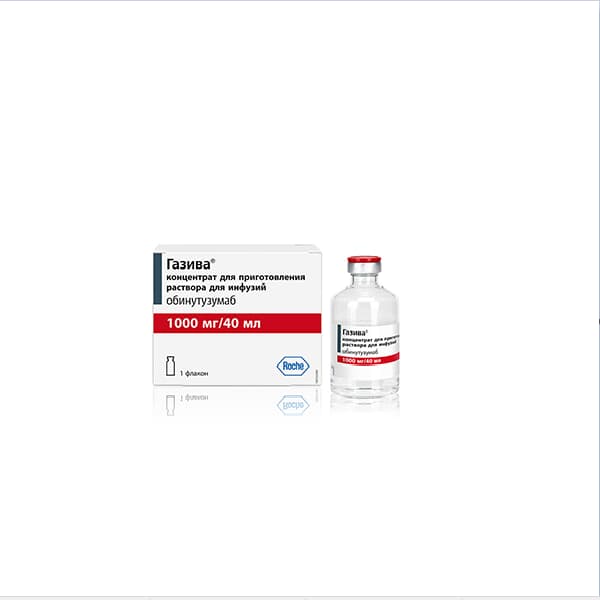 Газива®
концентрат для приготовления
раствора для инфузий
обинутузумаб
1000 мг/40 мл
1 флакон
Roche
Газива®
концентрат для приготовле
раствора для инфузий
обинутузумаб
1000 мг/40 мл